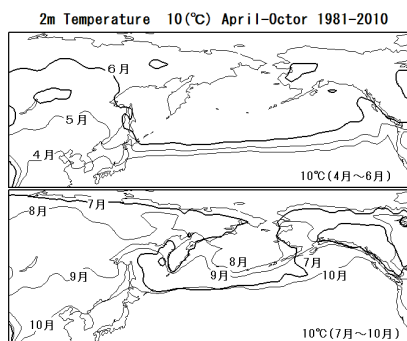 2m Temperature 10(℃) April-Octor 1981-2010
6月
5月
4月
10℃(4月～6月)
7月
8月
8月
7月
9月
9月
10月
10月
10℃(7月～10月)